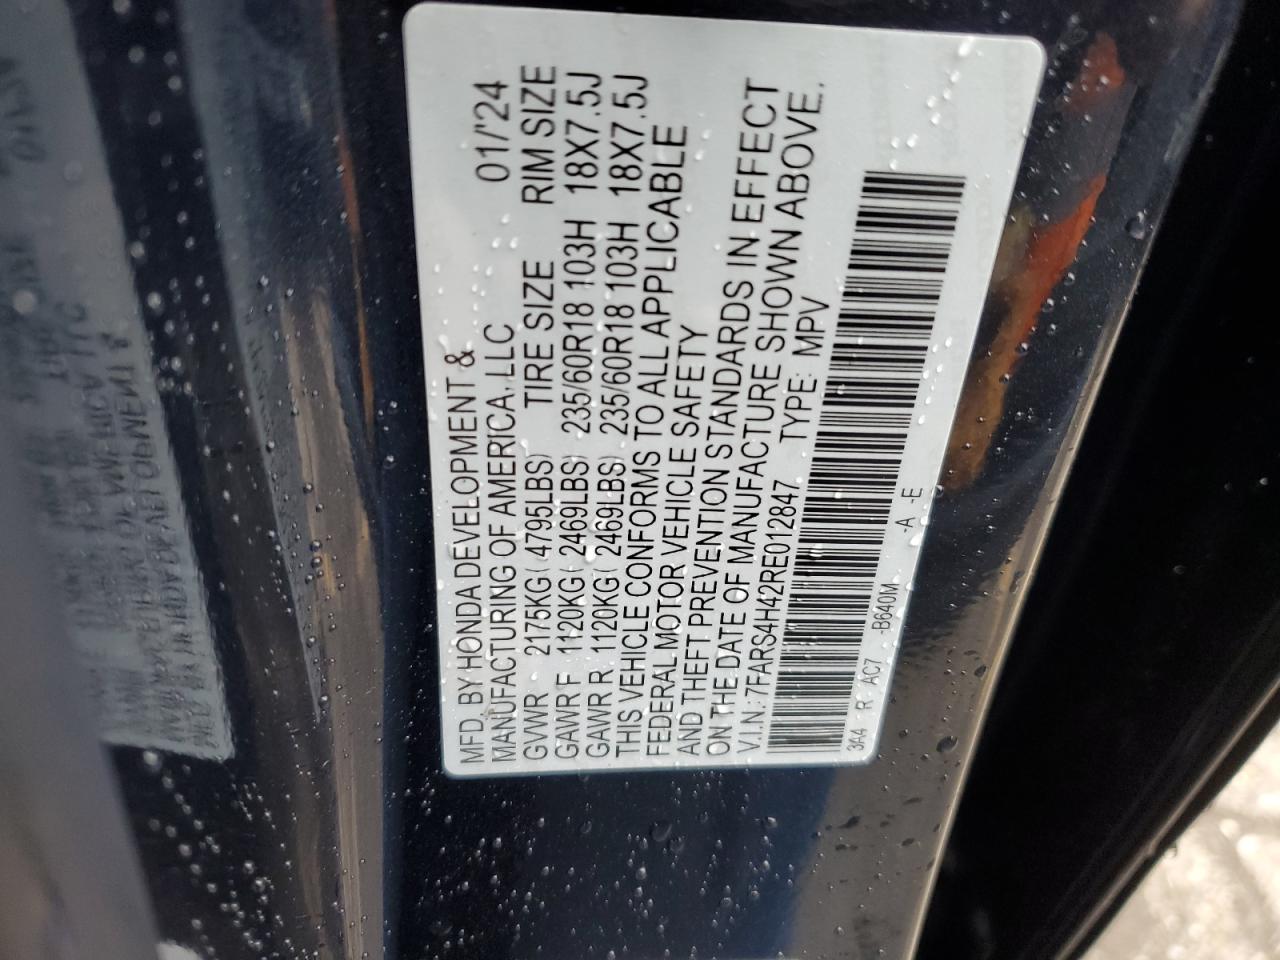 MFD. BY HONDA DEVELOPMENT &
MANUFACTURING OF AMERICA, LLC 01/'24
GVWR 2175KG( 4795LBS) TIRE SIZE RIM SIZE
GAWR F 1120KG( 2469LBS) 235/60R18 103H 18X7.5J
GAWR R 1120KG( 2469LBS) 235/60R18 103H 18X7.5J
THIS VEHICLE CONFORMS TO ALL APPLICABLE
FEDERAL MOTOR VEHICLE SAFETY
AND THEFT PREVENTION STANDARDS IN EFFECT
ON THE DATE OF MANUFACTURE SHOWN ABOVE.
V.I.N.: 7FARS4H42RE012847 TYPE: MPV
3A4 R AC7 -B640M -A -E